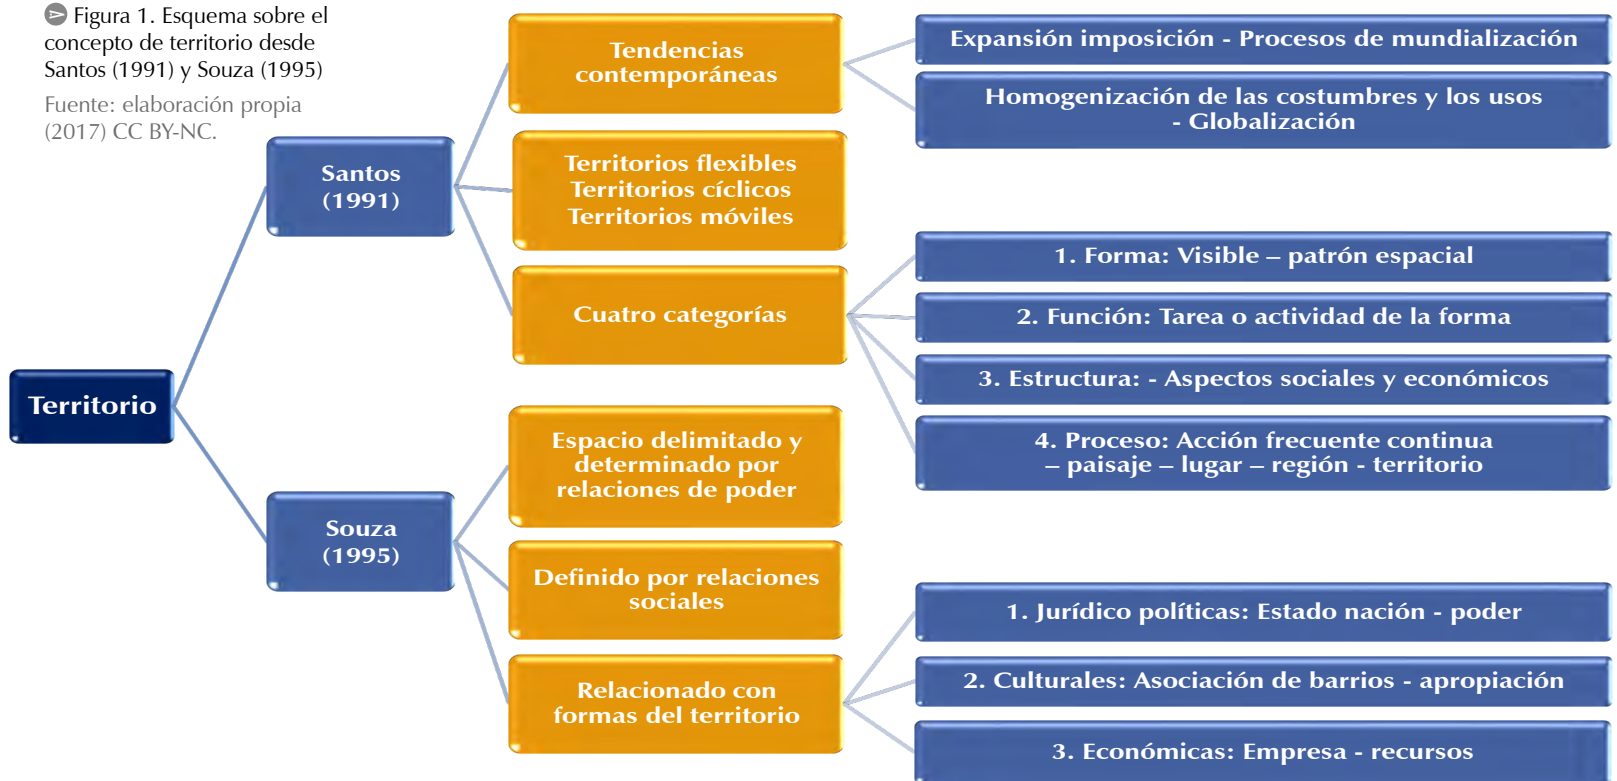 Figura 1. Esquema sobre el
concepto de territorio desde
Santos (1991) y Souza (1995)
Fuente: elaboración propia
(2017) CC BY-NC.
Territorio
Santos
(1991)
Tendencias
contemporáneas
Expansión imposición - Procesos de mundialización
Homogenización de las costumbres y los usos
- Globalización
Territorios flexibles
Territorios cíclicos
Territorios móviles
Cuatro categorías
1. Forma: Visible – patrón espacial
2. Función: Tarea o actividad de la forma
3. Estructura: - Aspectos sociales y económicos
4. Proceso: Acción frecuente continua
– paisaje – lugar – región - territorio
Souza
(1995)
Espacio delimitado y
determinado por
relaciones de poder
Definido por relaciones
sociales
Relacionado con
formas del territorio
1. Jurídico políticas: Estado nación - poder
2. Culturales: Asociación de barrios - apropiación
3. Económicas: Empresa - recursos